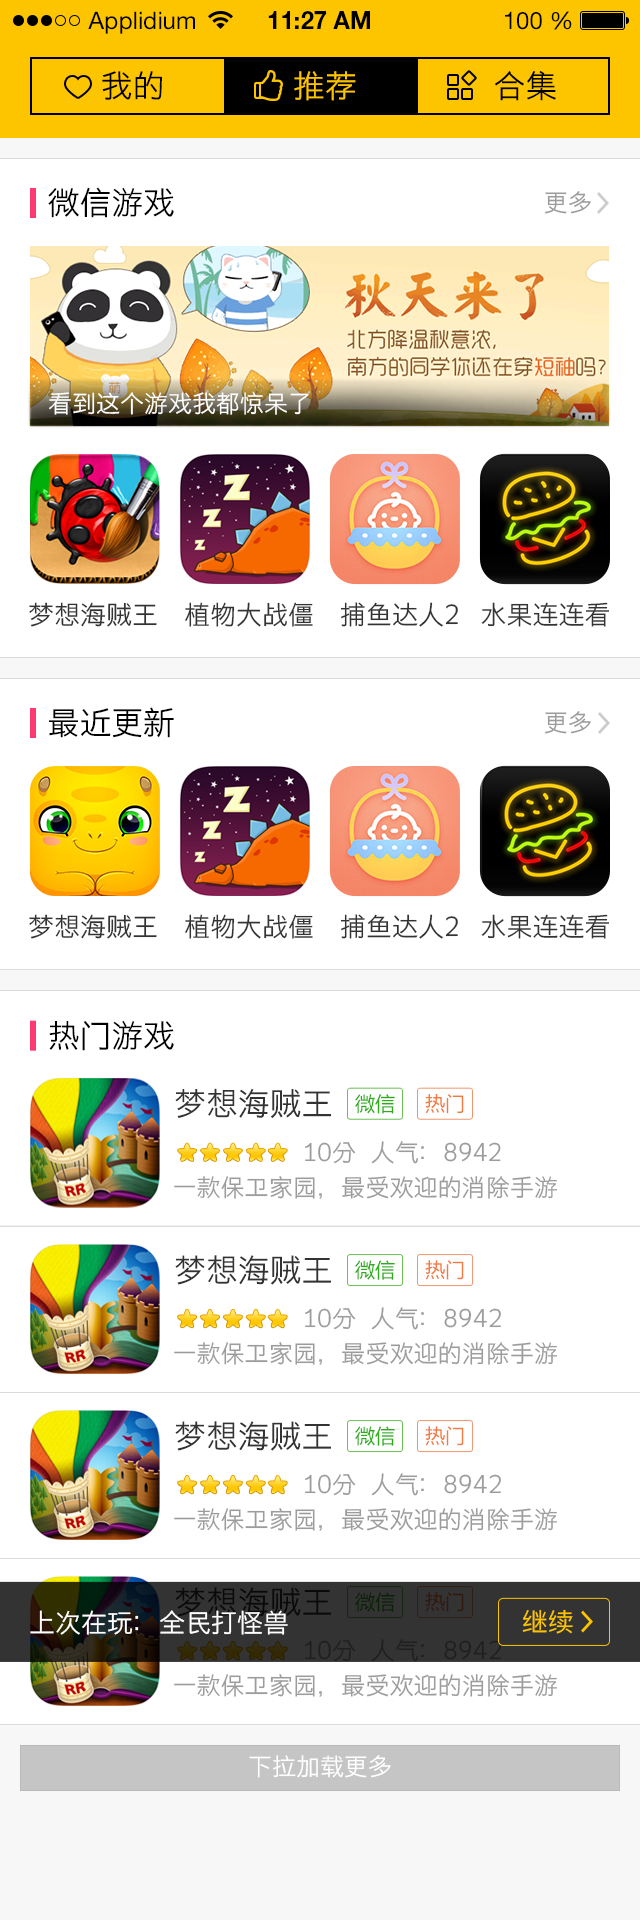 Applidium 11:27 AM 100 %
我的 推荐 合集
微信游戏 更多
秋天来了
北方降温秋意浓,
南方的同学你还在穿短袖吗?
看到这个游戏我都惊呆了
梦想海贼王 植物大战僵 捕鱼达人2 水果连连看
最近更新 更多
梦想海贼王 植物大战僵 捕鱼达人2 水果连连看
热门游戏
梦想海贼王 微信 热门
10分 人气: 8942
RR
一款保卫家园, 最受欢迎的消除手游
梦想海贼王 微信 热门
10分 人气: 8942
RR
一款保卫家园, 最受欢迎的消除手游
梦想海贼王 微信 热门
10分 人气: 8942
RR
一款保卫家园, 最受欢迎的消除手游
梦想海贼王 微信 热门
上次在玩: 全民打怪兽 继续
10分 人气: 8942
RR
一款保卫家园, 最受欢迎的消除手游
下拉加载更多